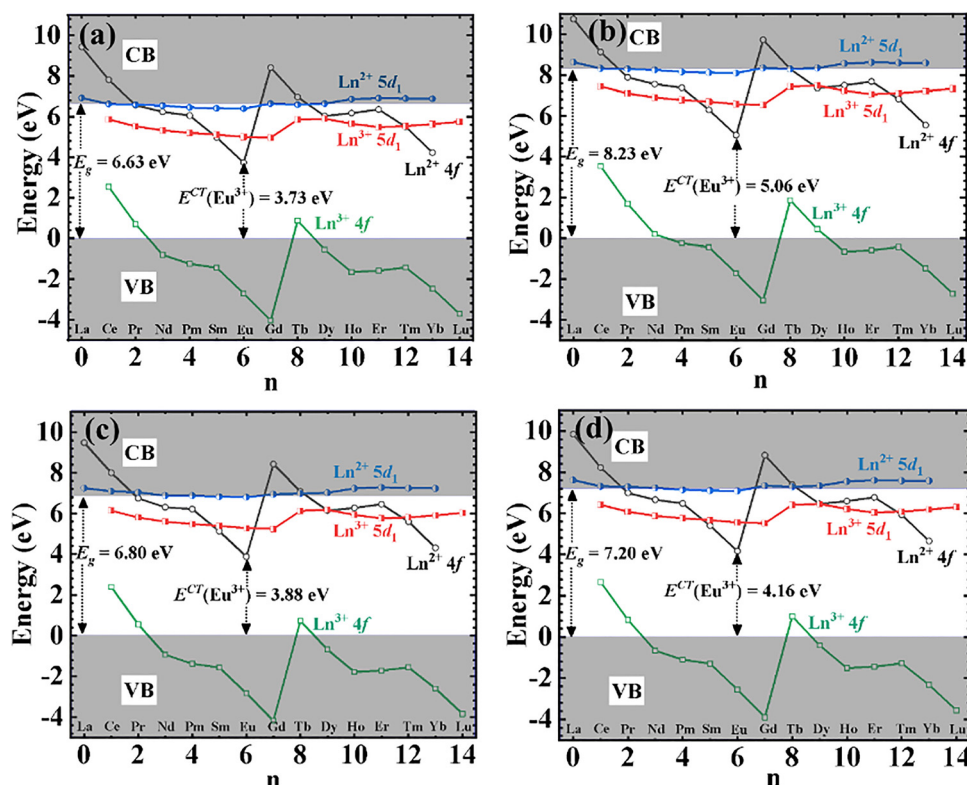 (a)
CB
Ln²⁺ 5d₁
Ln³⁺ 5d₁
Ln²⁺ 4f
E_g = 6.63 eV
E^CT(Eu³⁺) = 3.73 eV
Ln³⁺ 4f
VB
Energy (eV)
10
8
6
4
2
0
-2
-4
La Ce Pr Nd Pm Sm Eu Gd Tb Dy Ho Er Tm Yb Lu
0 2 4 6 8 10 12 14
n
(b)
CB
Ln²⁺ 5d₁
Ln³⁺ 5d₁
Ln²⁺ 4f
E_g = 8.23 eV
E^CT(Eu³⁺) = 5.06 eV
Ln³⁺ 4f
VB
Energy (eV)
10
8
6
4
2
0
-2
-4
La Ce Pr Nd Pm Sm Eu Gd Tb Dy Ho Er Tm Yb Lu
0 2 4 6 8 10 12 14
n
(c)
CB
Ln²⁺ 5d₁
Ln³⁺ 5d₁
Ln²⁺ 4f
E_g = 6.80 eV
E^CT(Eu³⁺) = 3.88 eV
Ln³⁺ 4f
VB
Energy (eV)
10
8
6
4
2
0
-2
-4
La Ce Pr Nd Pm Sm Eu Gd Tb Dy Ho Er Tm Yb Lu
0 2 4 6 8 10 12 14
n
(d)
CB
Ln²⁺ 5d₁
Ln³⁺ 5d₁
Ln²⁺ 4f
E_g = 7.20 eV
E^CT(Eu³⁺) = 4.16 eV
Ln³⁺ 4f
VB
Energy (eV)
10
8
6
4
2
0
-2
-4
La Ce Pr Nd Pm Sm Eu Gd Tb Dy Ho Er Tm Yb Lu
0 2 4 6 8 10 12 14
n